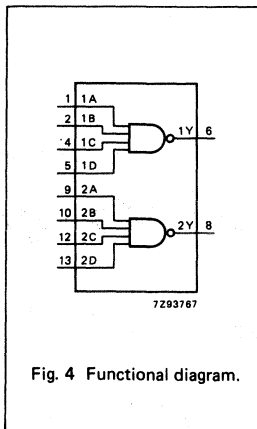 1 1A
2 1B
4 1C
5 1D
1Y 6
9 2A
10 2B
12 2C
13 2D
2Y 8
7Z93767
Fig. 4 Functional diagram.